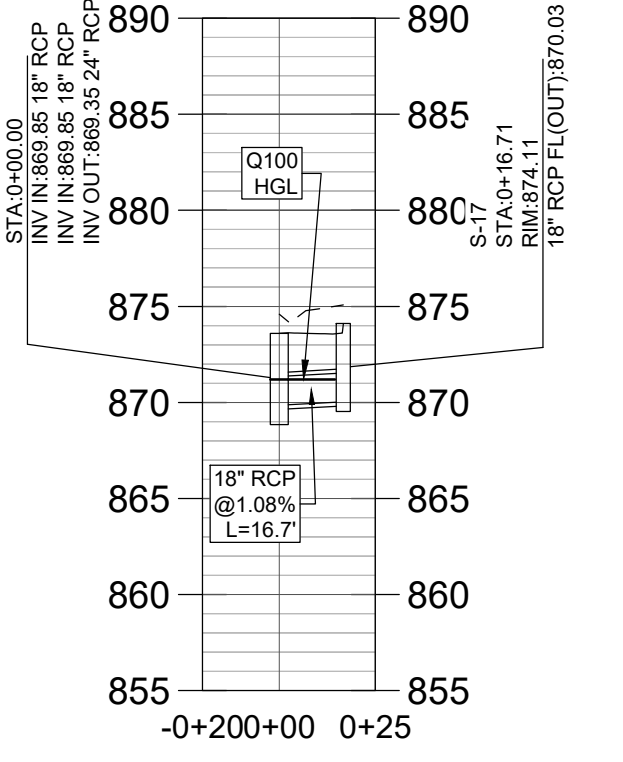 STA:0+00.00
INV IN:869.85 18" RCP
INV IN:869.85 18" RCP
INV OUT:869.35 24" RCP
890
885
880
875
870
865
860
855
Q100
HGL
18" RCP
@1.08%
L=16.7'
890
885
880
875
870
865
860
855
S-17
STA:0+16.71
RIM:874.11
18" RCP FL(OUT):870.03
-0+20
0+00
0+25